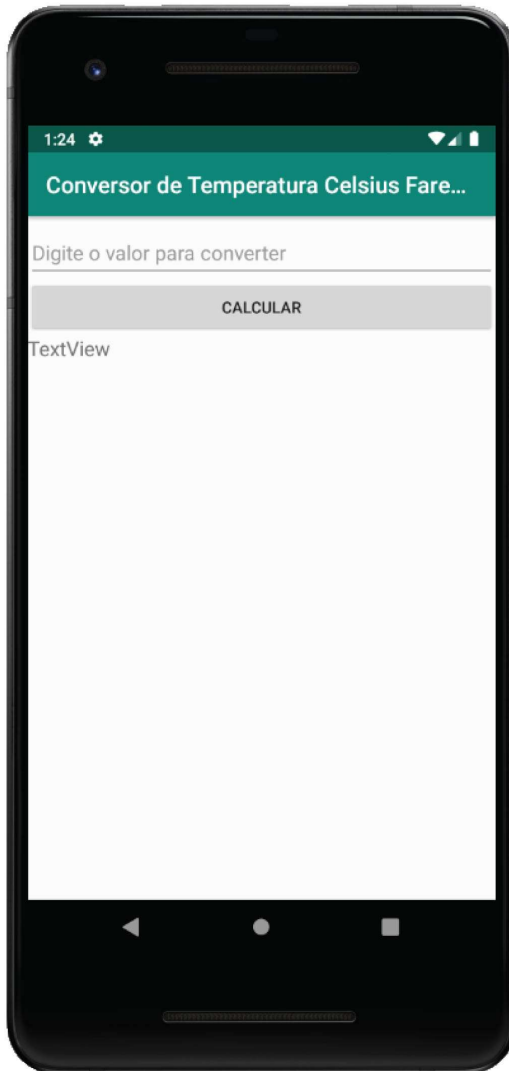 1:24
Conversor de Temperatura Celsius Fare...
Digite o valor para converter
CALCULAR
TextView